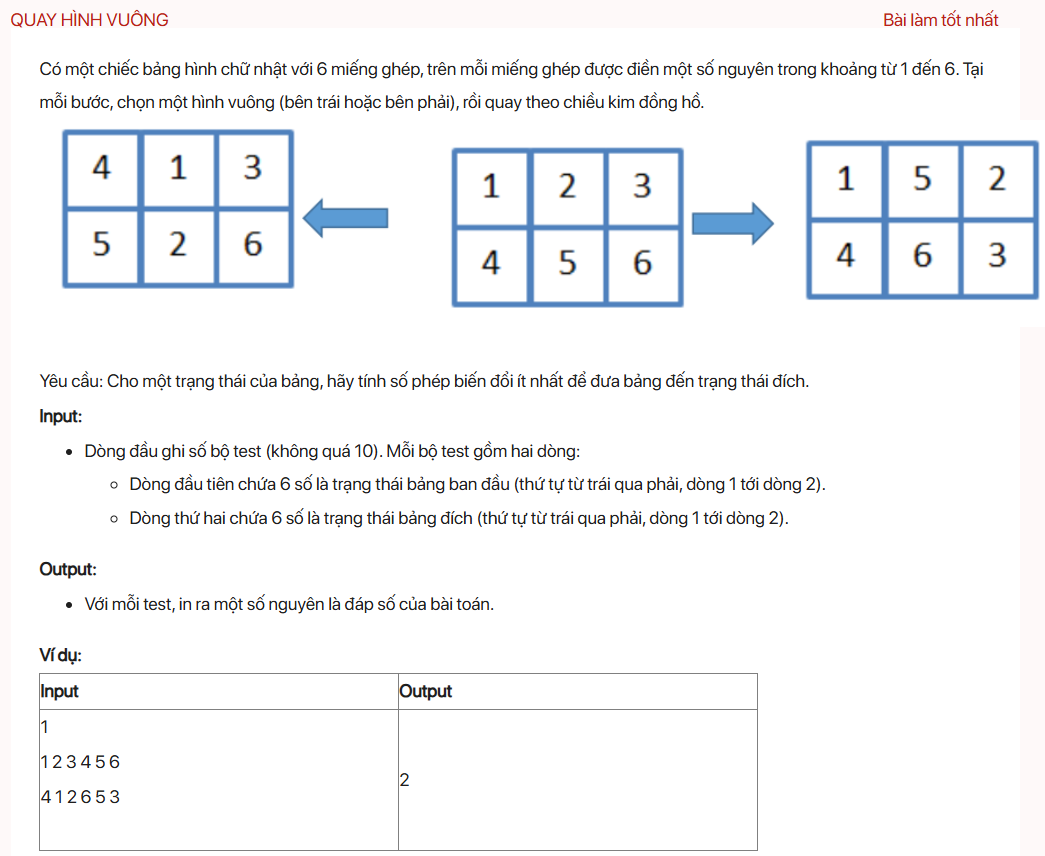 QUAY HÌNH VUÔNG Bài làm tốt nhất
Có một chiếc bảng hình chữ nhật với 6 miếng ghép, trên mỗi miếng ghép được điền một số nguyên trong khoảng từ 1 đến 6. Tại
mỗi bước, chọn một hình vuông (bên trái hoặc bên phải), rồi quay theo chiều kim đồng hồ.
4 1 3
5 2 6
1 2 3
4 5 6
1 5 2
4 6 3
Yêu cầu: Cho một trạng thái của bảng, hãy tính số phép biến đổi ít nhất để đưa bảng đến trạng thái đích.
Input:
Dòng đầu ghi số bộ test (không quá 10). Mỗi bộ test gồm hai dòng:
Dòng đầu tiên chứa 6 số là trạng thái bảng ban đầu (thứ tự từ trái qua phải, dòng 1 tới dòng 2).
Dòng thứ hai chứa 6 số là trạng thái bảng đích (thứ tự từ trái qua phải, dòng 1 tới dòng 2).
Output:
Với mỗi test, in ra một số nguyên là đáp số của bài toán.
Ví dụ:
Input Output
1
1 2 3 4 5 6
2
4 1 2 6 5 3